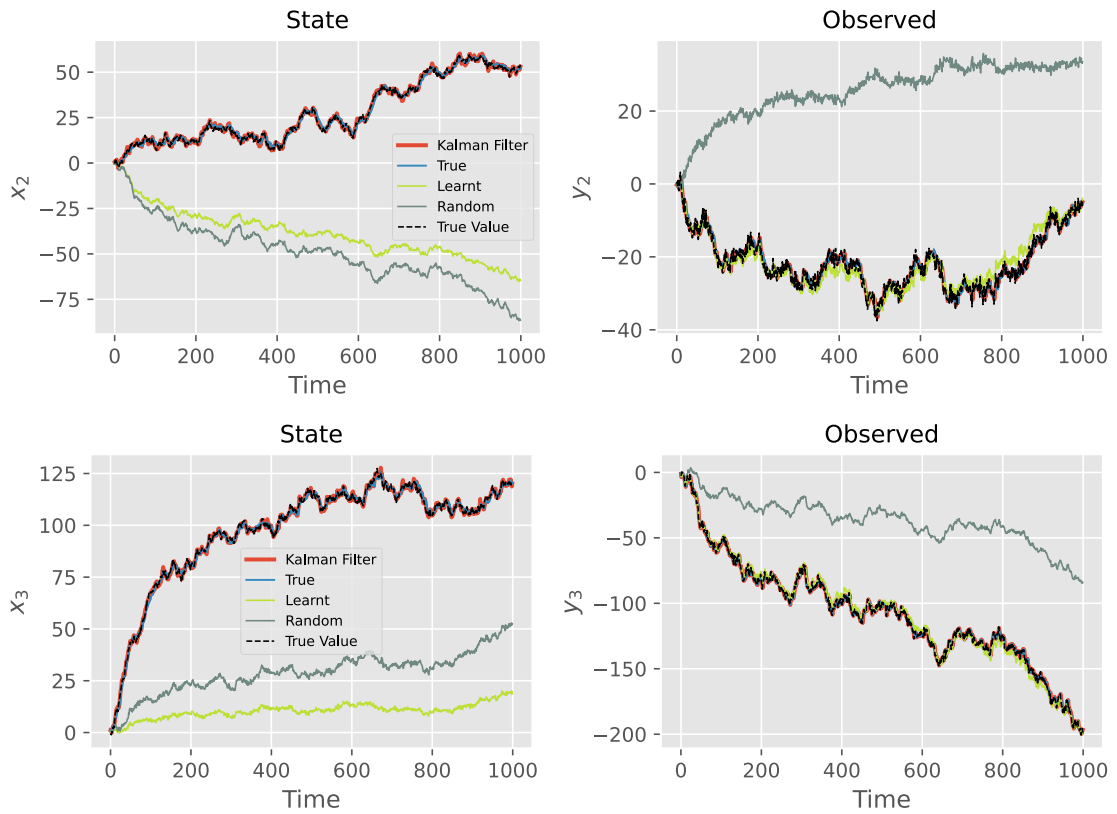 State
x₂
50
25
0
−25
−50
−75
Kalman Filter
True
Learnt
Random
True Value
0 200 400 600 800 1000
Time
Observed
y₂
20
0
−20
−40
0 200 400 600 800 1000
Time
State
x₃
125
100
75
50
25
0
Kalman Filter
True
Learnt
Random
True Value
0 200 400 600 800 1000
Time
Observed
y₃
0
−50
−100
−150
−200
0 200 400 600 800 1000
Time